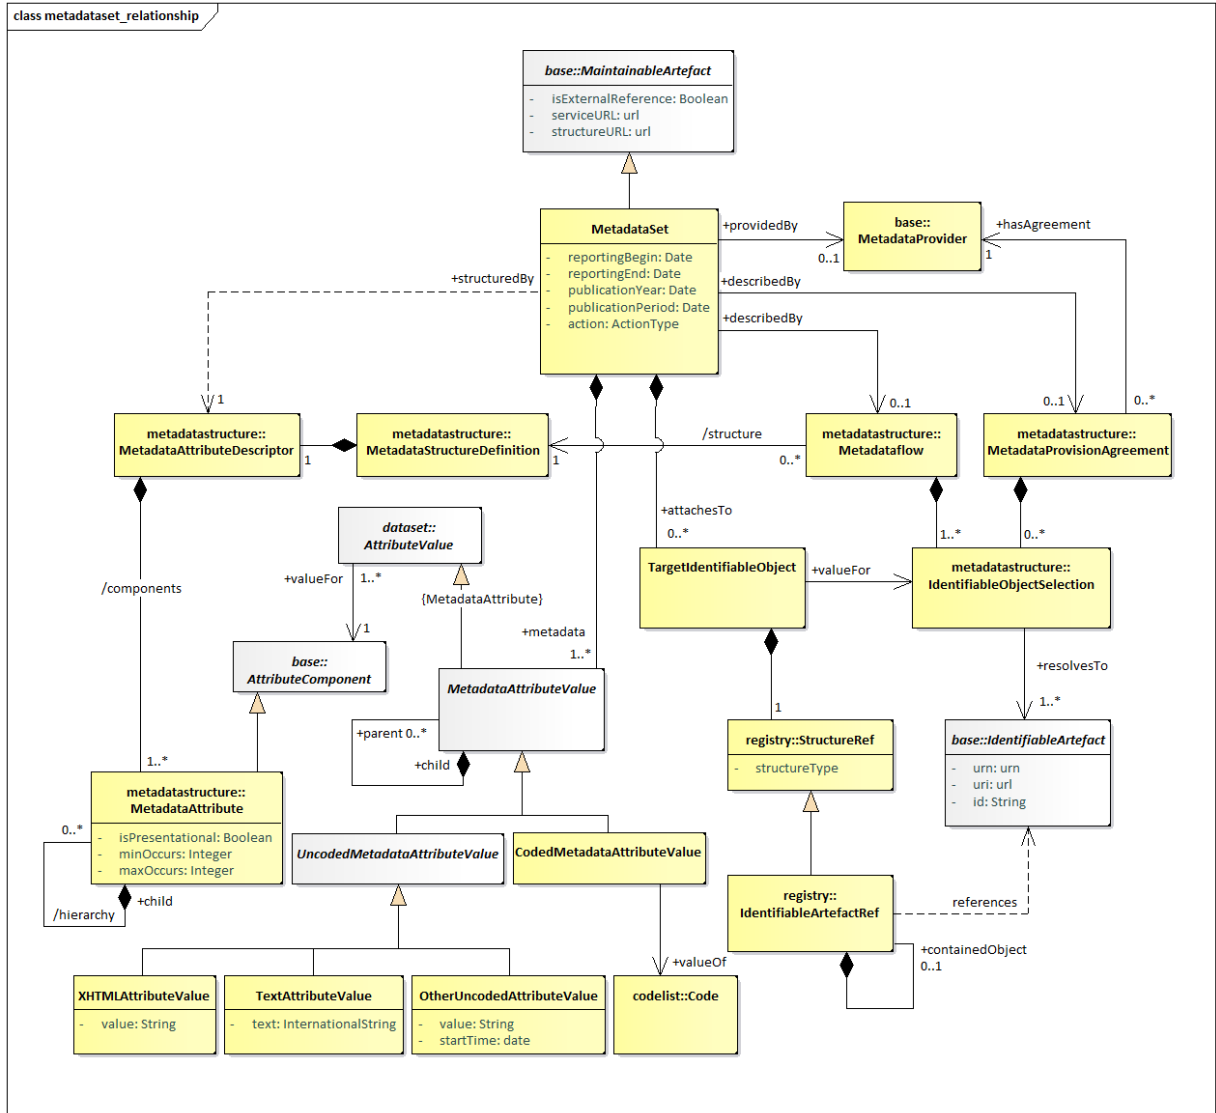 class metadataset_relationship
base::MaintainableArtefact
- isExternalReference: Boolean
- serviceURL: url
- structureURL: url
MetadataSet
- reportingBegin: Date
- reportingEnd: Date
- publicationYear: Date
- publicationPeriod: Date
- action: ActionType
+providedBy
0..1
base::
MetadataProvider
+hasAgreement
1
+structuredBy
+describedBy
+describedBy
1
0..1
0..1
0..*
metadatastructure::
MetadataAttributeDescriptor
1
metadatastructure::
MetadataStructureDefinition
1
/structure
0..*
metadatastructure::
Metadataflow
metadatastructure::
MetadataProvisionAgreement
dataset::
AttributeValue
+attachesTo
0..*
1..*
0..*
+valueFor
1..*
TargetIdentifiableObject
+valueFor
metadatastructure::
IdentifiableObjectSelection
/components
{MetadataAttribute}
1
+metadata
1..*
base::
AttributeComponent
MetadataAttributeValue
+resolvesTo
1..*
+parent 0..*
+child
1
registry::StructureRef
- structureType
base::IdentifiableArtefact
- urn: urn
- uri: url
- id: String
1..*
metadatastructure::
MetadataAttribute
- isPresentational: Boolean
- minOccurs: Integer
- maxOccurs: Integer
0..*
+child
/hierarchy
UncodedMetadataAttributeValue
CodedMetadataAttributeValue
registry::
IdentifiableArtefactRef
references
+containedObject
0..1
+valueOf
XHTMLAttributeValue
- value: String
TextAttributeValue
- text: InternationalString
OtherUncodedAttributeValue
- value: String
- startTime: date
codelist::Code